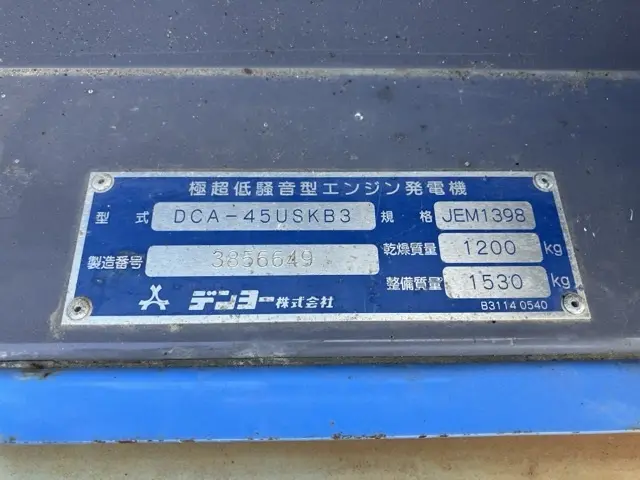 極超低騒音型エンジン発電機
型 式 DCA-45USKB3 規 格 JEM1398
製造番号 3856649 乾燥質量 1200 kg
整備質量 1530 kg
デンヨー株式会社
B3114 0540